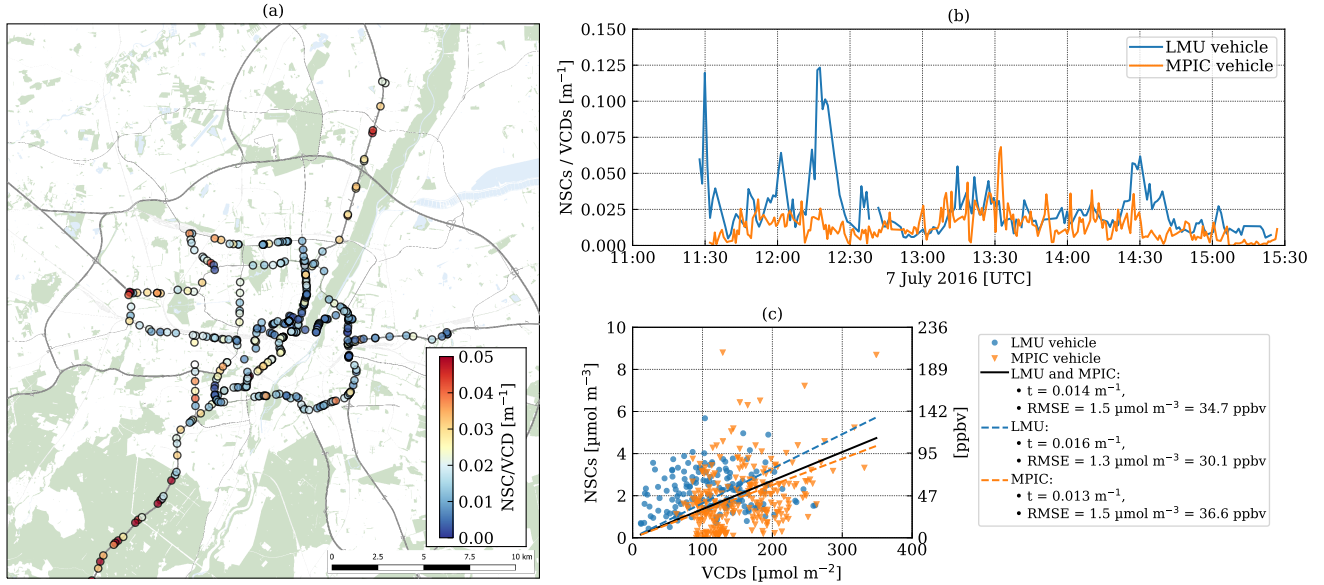 (a)
NSC/VCD [m⁻¹]
0.05
0.04
0.03
0.02
0.01
0.00
0 2.5 5 7.5 10 km
(b)
NSCs / VCDs [m⁻¹]
0.150
0.125
0.100
0.075
0.050
0.025
0.000
LMU vehicle
MPIC vehicle
11:00 11:30 12:00 12:30 13:00 13:30 14:00 14:30 15:00 15:30
7 July 2016 [UTC]
(c)
NSCs [µmol m⁻³]
10
8
6
4
2
0
236
189
142
95
47
0
[ppbv]
0 100 200 300 400
VCDs [µmol m⁻²]
LMU vehicle
MPIC vehicle
LMU and MPIC:
• t = 0.014 m⁻¹,
• RMSE = 1.5 µmol m⁻³ = 34.7 ppbv
LMU:
• t = 0.016 m⁻¹,
• RMSE = 1.3 µmol m⁻³ = 30.1 ppbv
MPIC:
• t = 0.013 m⁻¹,
• RMSE = 1.5 µmol m⁻³ = 36.6 ppbv